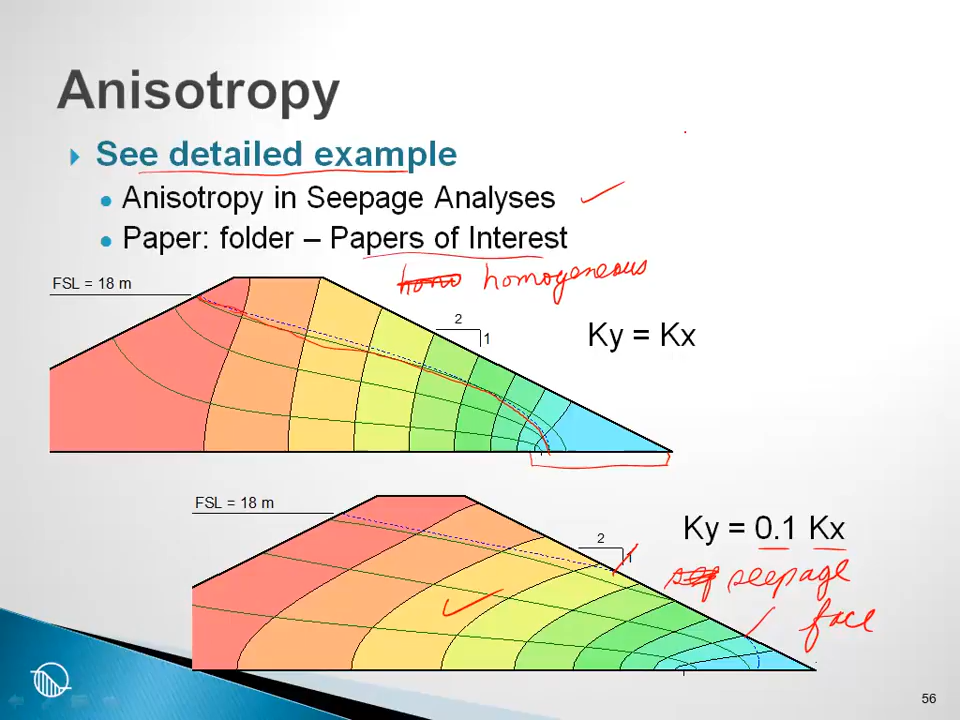 Anisotropy
See detailed example
Anisotropy in Seepage Analyses
Paper: folder – Papers of Interest
homo homogeneous
FSL = 18 m
2
1
Ky = Kx
FSL = 18 m
2
1
Ky = 0.1 Kx
seepage
face
56